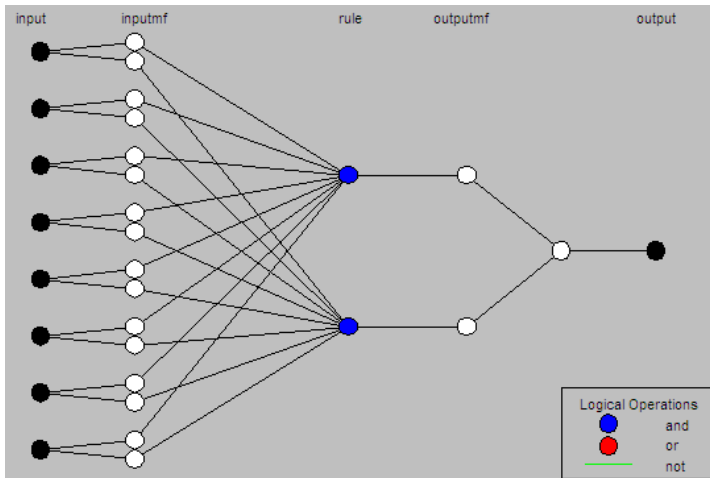 input inputmf rule outputmf output
Logical Operations
and
or
not